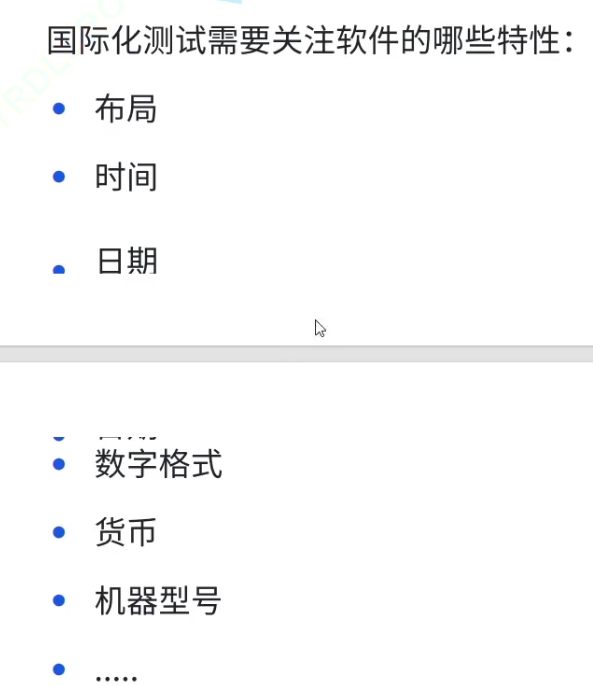 国际化测试需要关注软件的哪些特性：
• 布局
• 时间
• 日期
• 数字格式
• 货币
• 机器型号
• .....